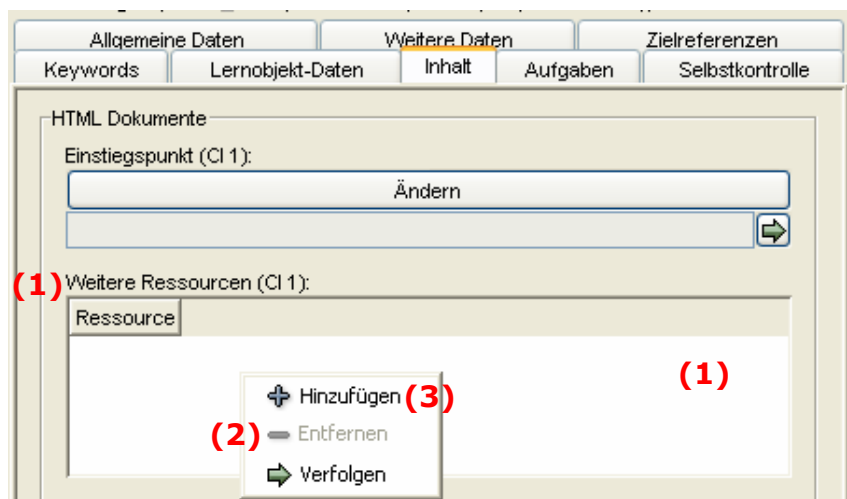 Allgemeine Daten Weitere Daten Zielreferenzen
Keywords Lernobjekt-Daten Inhalt Aufgaben Selbstkontrolle
HTML Dokumente
Einstiegspunkt (CI 1):
Ändern
(1) Weitere Ressourcen (CI 1):
Ressource
(1)
Hinzufügen (3)
(2) Entfernen
Verfolgen